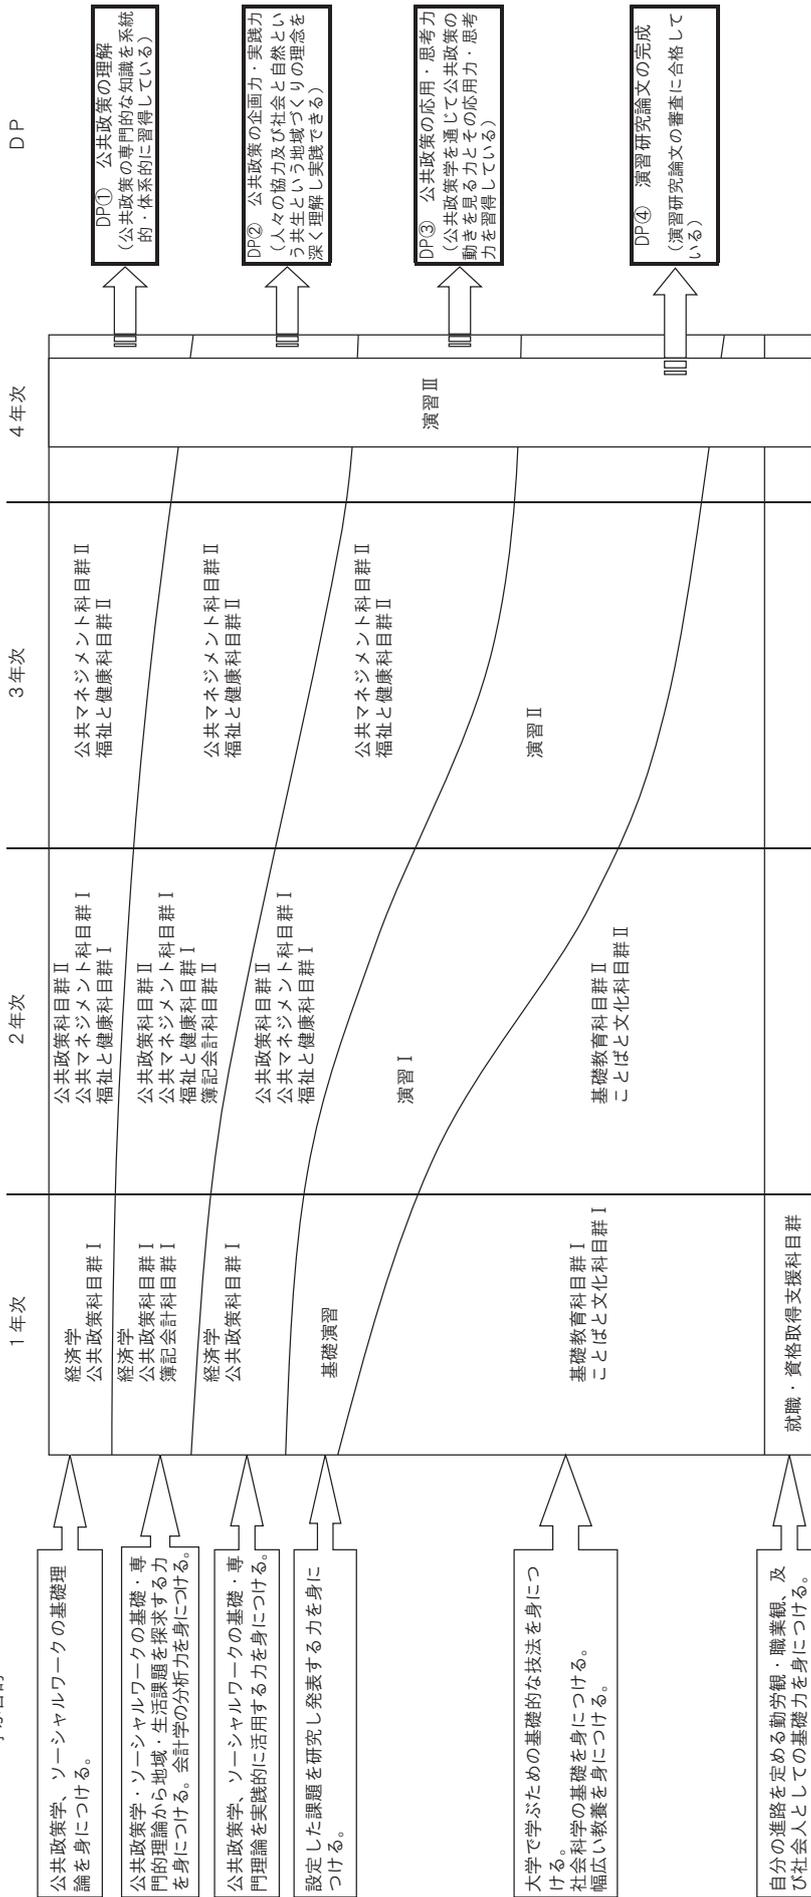 1年次
2年次
3年次
4年次
DP
公共政策学、ソーシャルワークの基礎理
論を身につける。
経済学
公共政策科目群Ⅰ
公共政策科目群Ⅱ
公共マネジメント科目群Ⅰ
福祉と健康科目群Ⅰ
公共マネジメント科目群Ⅱ
福祉と健康科目群Ⅱ
DP① 公共政策の理解
(公共政策の専門的な知識を系統
的・体系的に習得している)
公共政策学・ソーシャルワークの基礎・専
門的理論から地域・生活課題を探求する力
を身につける。会計学の分析力を身につける。
経済学
公共政策科目群Ⅰ
簿記会計科目群Ⅰ
公共政策科目群Ⅱ
公共マネジメント科目群Ⅰ
福祉と健康科目群Ⅰ
簿記会計科目群Ⅱ
公共マネジメント科目群Ⅱ
福祉と健康科目群Ⅱ
DP② 公共政策の企画力・実践力
(人々の協力及び社会と自然とい
う共生という地域づくりの理念を
深く理解し実践できる)
公共政策学、ソーシャルワークの基礎・専
門理論を実践的に活用する力を身につける。
経済学
公共政策科目群Ⅰ
公共政策科目群Ⅱ
公共マネジメント科目群Ⅰ
福祉と健康科目群Ⅰ
公共マネジメント科目群Ⅱ
福祉と健康科目群Ⅱ
DP③ 公共政策の応用・思考力
(公共政策学を通じて公共政策の
動きを見る力とその応用力・思考
力を習得している)
設定した課題を研究し発表する力を身に
つける。
基礎演習
演習Ⅰ
演習Ⅱ
演習Ⅲ
DP④ 演習研究論文の完成
(演習研究論文の審査に合格して
いる)
大学で学ぶための基礎的な技法を身につ
ける。
社会科学の基礎を身につける。
幅広い教養を身につける。
基礎教育科目群Ⅰ
ことばと文化科目群Ⅰ
基礎教育科目群Ⅱ
ことばと文化科目群Ⅱ
自分の進路を定める勤労観・職業観、及
び社会人としての基礎力を身につける。
就職・資格取得支援科目群